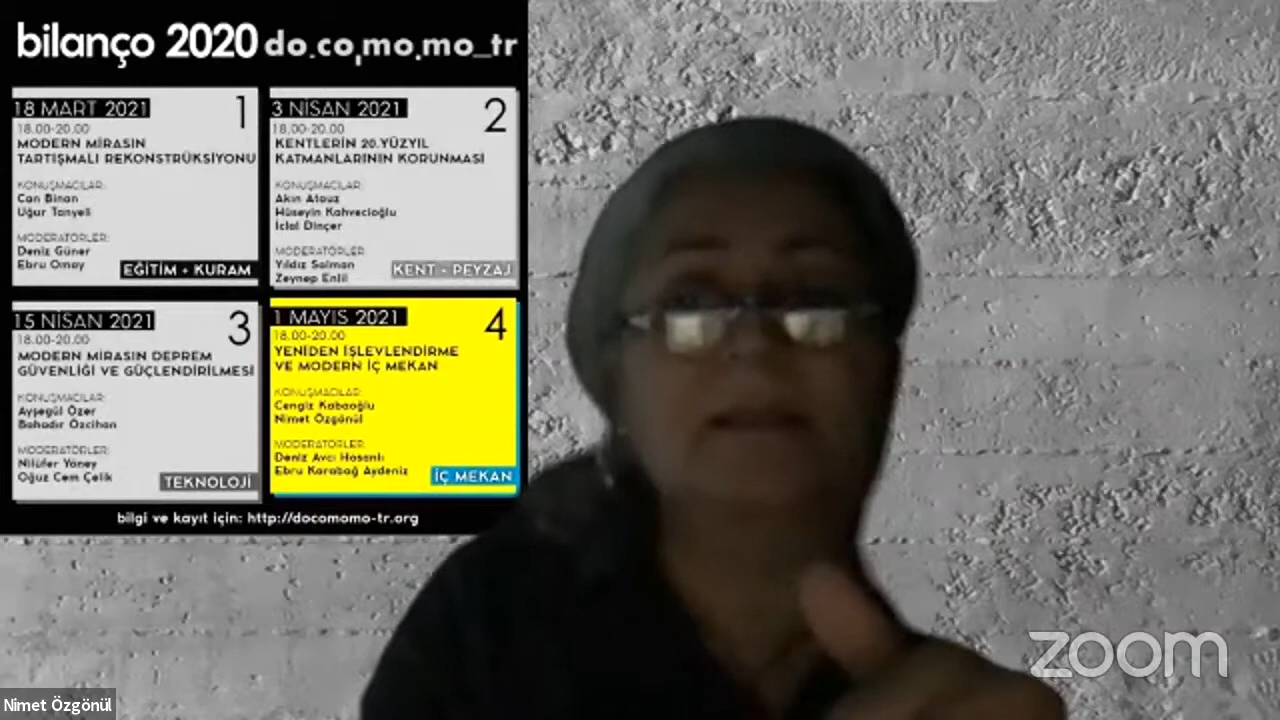 bilanço 2020 do.co,mo.mo_tr
18 MART 2021 1
18.00-20.00
MODERN MİRASIN
TARTIŞMALI REKONSTRÜKSİYONU
KONUŞMACILAR:
Can Binan
Uğur Tanyeli
MODERATÖRLER:
Deniz Güner
Ebru Omay
EĞİTİM + KURAM
3 NİSAN 2021 2
18.00-20.00
KENTLERİN 20.YÜZYIL
KATMANLARININ KORUNMASI
KONUŞMACILAR:
Akın Atauz
Hüseyin Kahvecioğlu
İclal Dinçer
MODERATÖRLER:
Yıldız Salman
Zeynep Enlil
KENT - PEYZAJ
15 NİSAN 2021 3
18.00-20.00
MODERN MİRASIN DEPREM
GÜVENLİĞİ VE GÜÇLENDİRİLMESİ
KONUŞMACILAR:
Ayşegül Özer
Bahadır Özcihan
MODERATÖRLER:
Nilüfer Yöney
Oğuz Cem Çelik
TEKNOLOJİ
1 MAYIS 2021 4
18.00-20.00
YENİDEN İŞLEVLENDİRME
VE MODERN İÇ MEKAN
KONUŞMACILAR:
Cengiz Kabaoğlu
Nimet Özgönül
MODERATÖRLER:
Deniz Avcı Hosanlı
Ebru Karabağ Aydeniz
İÇ MEKAN
bilgi ve kayıt için: http://docomomo-tr.org
zoom
Nimet Özgönül